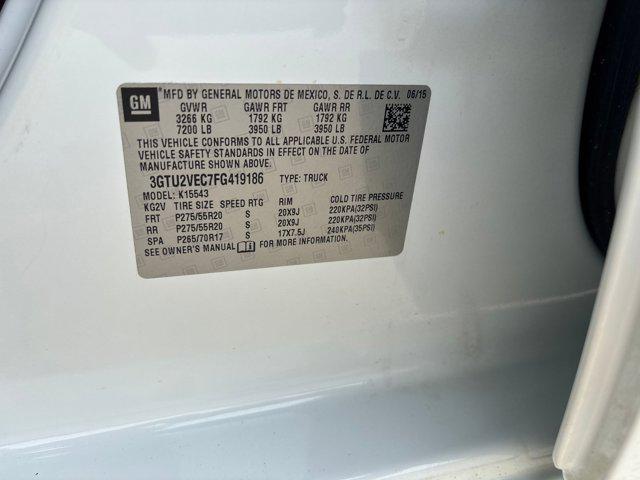 GM MFD BY GENERAL MOTORS DE MEXICO, S. DE R.L. DE C.V. 06/15
GVWR GAWR FRT GAWR RR
3266 KG 1792 KG 1792 KG
7200 LB 3950 LB 3950 LB
THIS VEHICLE CONFORMS TO ALL APPLICABLE U.S. FEDERAL MOTOR
VEHICLE SAFETY STANDARDS IN EFFECT ON THE DATE OF
MANUFACTURE SHOWN ABOVE.
3GTU2VEC7FG419186 TYPE: TRUCK
MODEL: K15543
KG2V TIRE SIZE SPEED RTG RIM COLD TIRE PRESSURE
FRT P275/55R20 S 20X9J 220KPA(32PSI)
RR P275/55R20 S 20X9J 220KPA(32PSI)
SPA P265/70R17 S 17X7.5J 240KPA(35PSI)
SEE OWNER'S MANUAL FOR MORE INFORMATION.